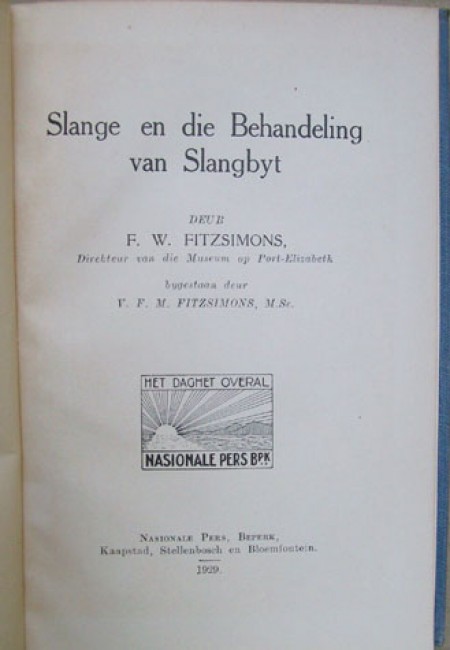 Slange en die Behandeling
van Slangbyt
DEUR
F. W. FITZSIMONS,
Direkteur van die Museum op Port-Elizabeth
bygestaan deur
V. F. M. FITZSIMONS, M.Sc.
HET DAGHET OVERAL
NASIONALE PERS BPK
NASIONALE PERS, BEPERK,
Kaapstad, Stellenbosch en Bloemfontein.
1929.